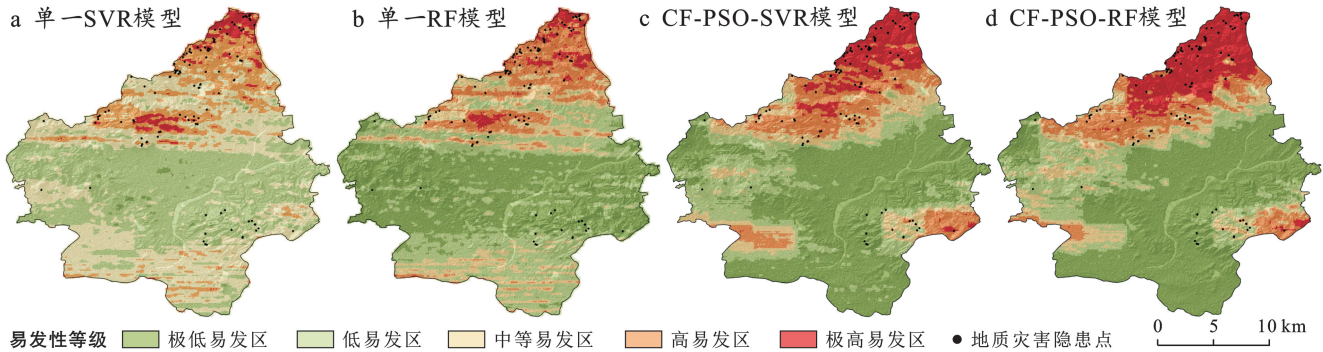 a 单一SVR模型
b 单一RF模型
c CF-PSO-SVR模型
d CF-PSO-RF模型
易发性等级 极低易发区 低易发区 中等易发区 高易发区 极高易发区 地质灾害隐患点
0 5 10 km